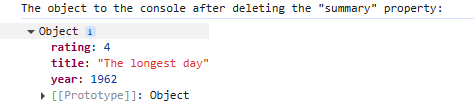 The object to the console after deleting the "summary" property:
▼ Object i
rating: 4
title: "The longest day"
year: 1962
▶ [[Prototype]]: Object